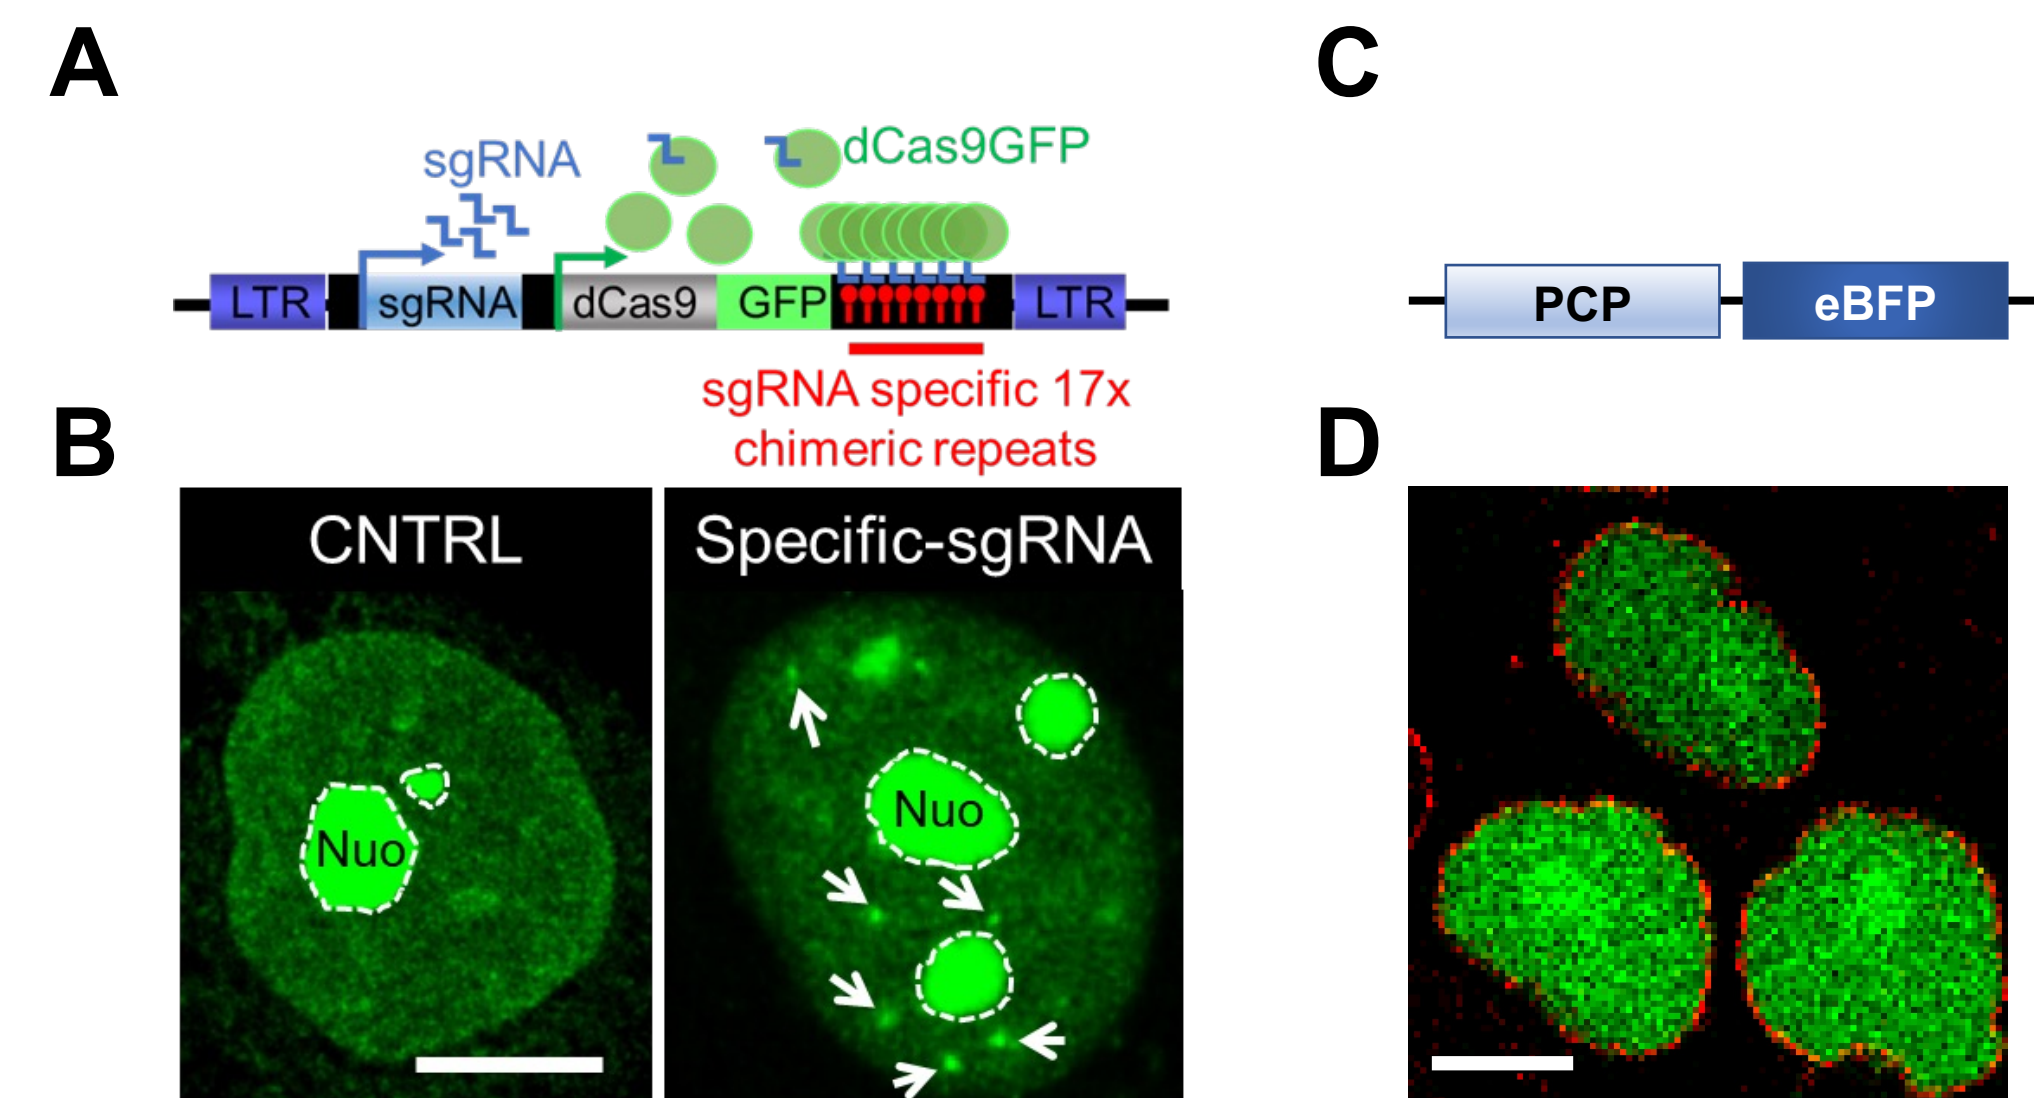 A
C
sgRNA
dCas9GFP
LTR
sgRNA
dCas9
GFP
LTR
PCP
eBFP
sgRNA specific 17x
chimeric repeats
B
D
CNTRL
Specific-sgRNA
Nuo
Nuo